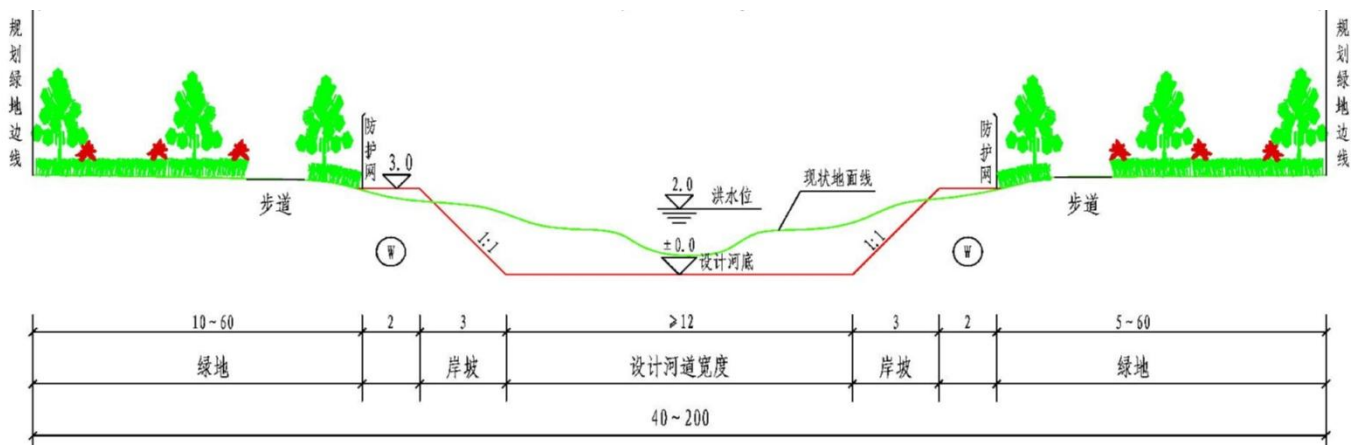 规划绿地边线
规划绿地边线
防护网
防护网
3.0
2.0
洪水位
现状地面线
步道
步道
1:1
1:1
±0.0
设计河底
W
W
10~60
2
3
≥12
3
2
5~60
绿地
岸坡
设计河道宽度
岸坡
绿地
40~200